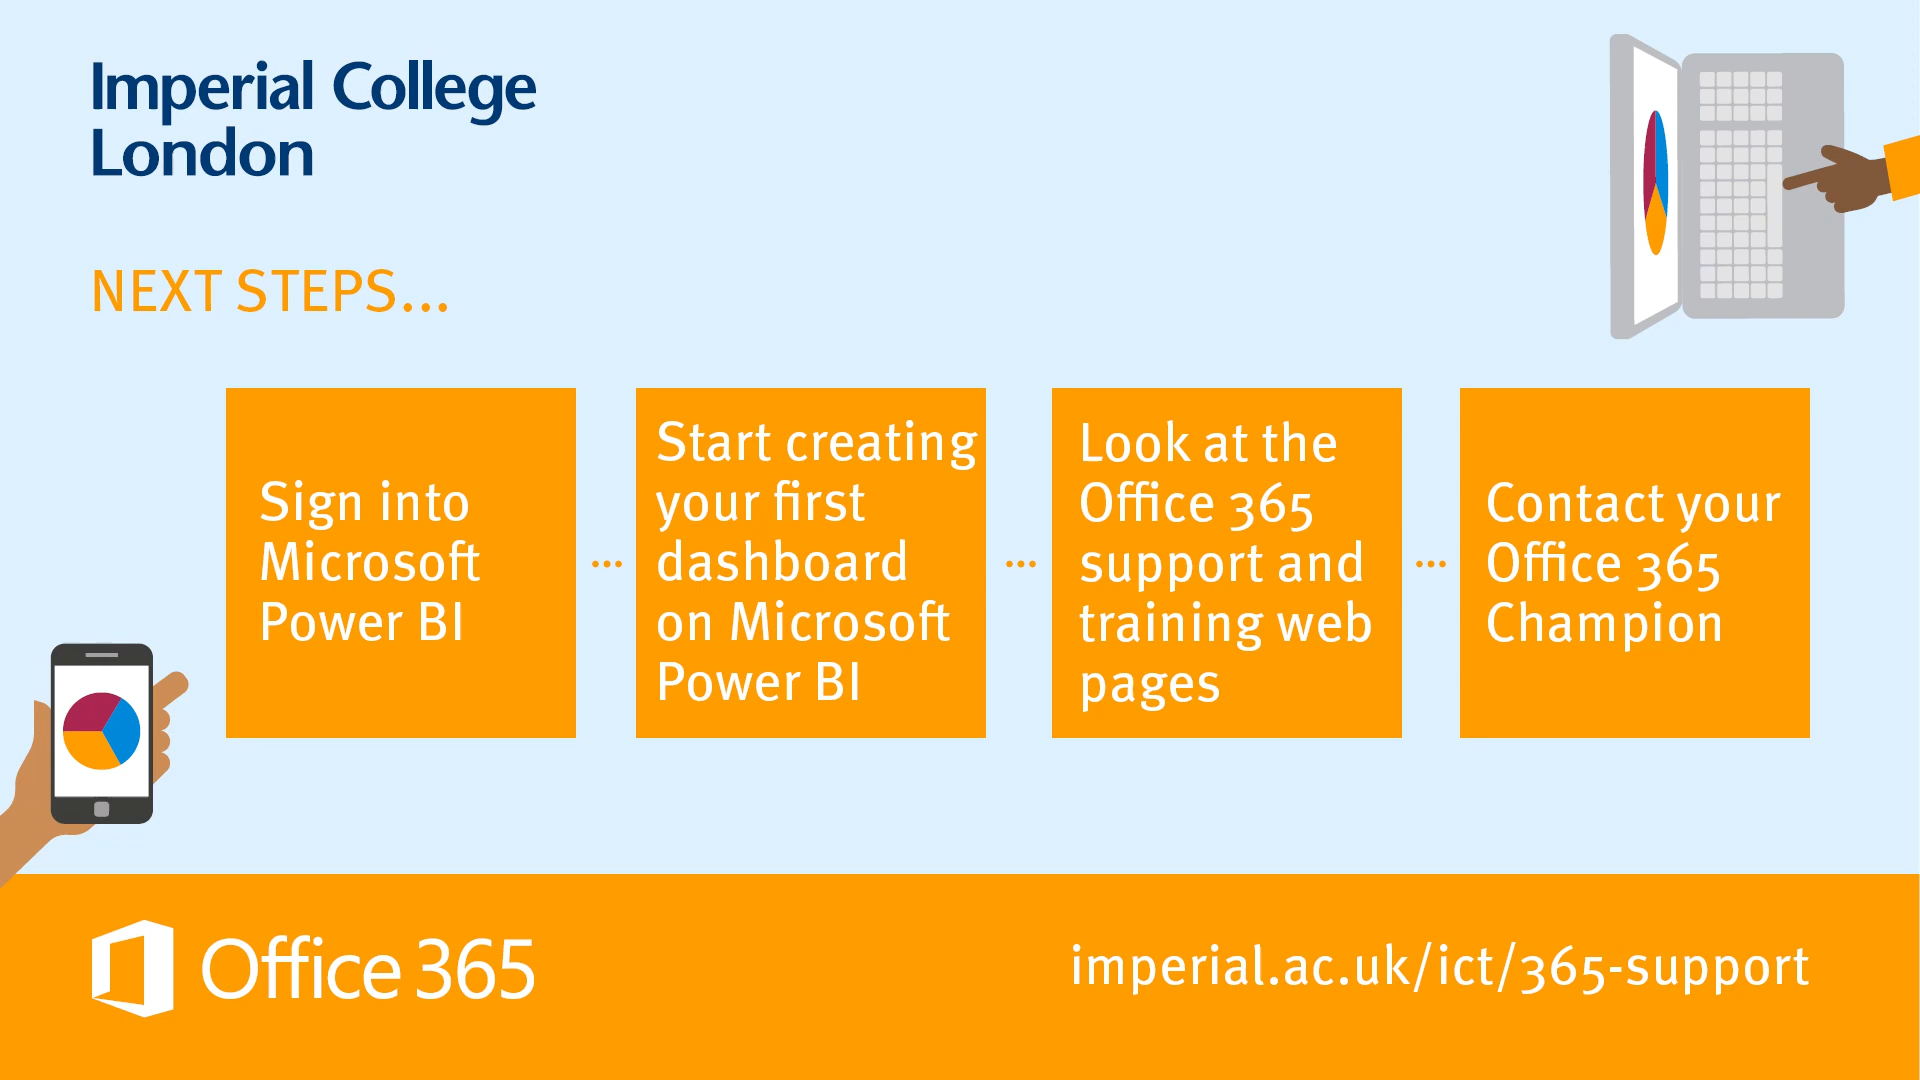 Imperial College
London
NEXT STEPS...
Sign into
Microsoft
Power BI
...
Start creating
your first
dashboard
on Microsoft
Power BI
...
Look at the
Office 365
support and
training web
pages
...
Contact your
Office 365
Champion
Office 365
imperial.ac.uk/ict/365-support